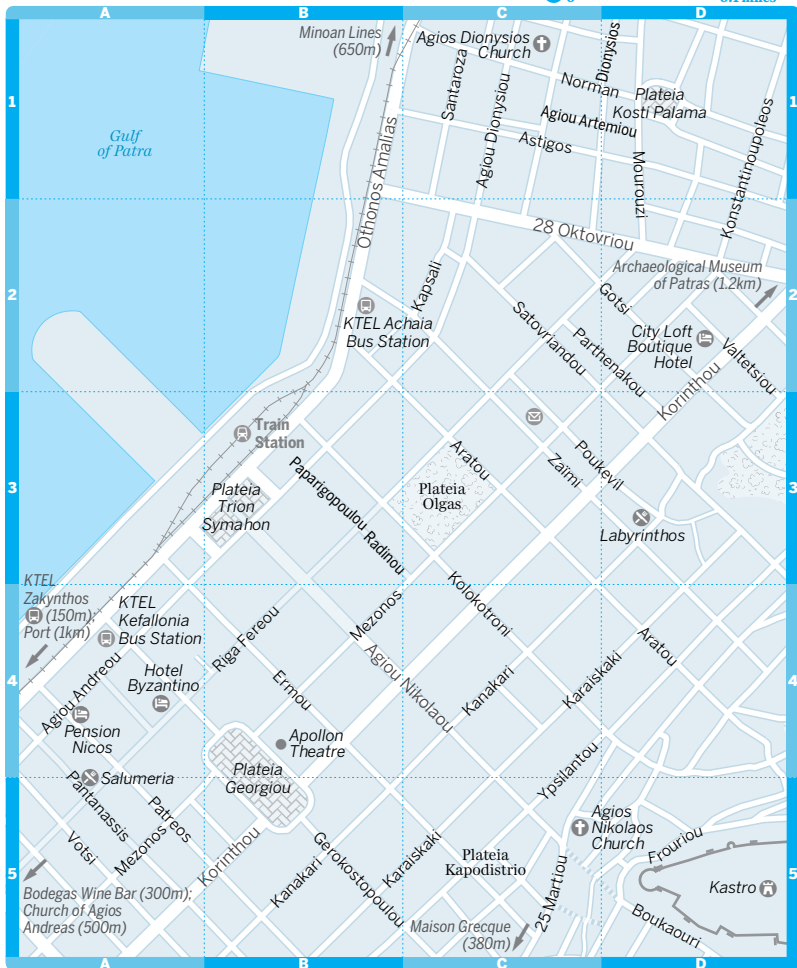 A
B
C
D
Minoan Lines
(650m)
Agios Dionysios
Church
Dionysios
Norman
Plateia
Kosti Palama
Santaroza
Agiou Dionysiou
Agiou Artemiou
Astigos
Mourouzi
Konstantinoupoleos
1
1
Gulf
of Patra
Othonos Amalias
28 Oktovriou
Archaeological Museum
of Patras (1.2km)
2
2
Kapsali
KTEL Achaia
Bus Station
Satovriandou
Gotsi
Parthenakou
City Loft
Boutique
Hotel
Valtetsiou
Korinthou
Train
Station
Aratou
Zaïmi
Poukevil
3
3
Plateia
Trion
Symahon
Paparigopoulou Radinou
Plateia
Olgas
Labyrinthos
KTEL
Zakynthos
(150m);
Port (1km)
KTEL
Kefallonia
Bus Station
Riga Fereou
Mezonos
Kolokotroni
Agiou Nikolaou
Kanakari
Karaiskaki
Aratou
4
4
Agiou Andreou
Hotel
Byzantino
Ermou
Pension
Nicos
Apollon
Theatre
Plateia
Georgiou
Salumeria
Ypsilantou
Pantanassis
Patreos
Votsi
Mezonos
Korinthou
Kanakari
Gerokostopoulou
Karaiskaki
Plateia
Kapodistrio
Agios
Nikolaos
Church
Frouriou
5
5
Kastro
25 Martiou
Boukaouri
Bodegas Wine Bar (300m);
Church of Agios
Andreas (500m)
Maison Grecque
(380m)
A
B
C
D